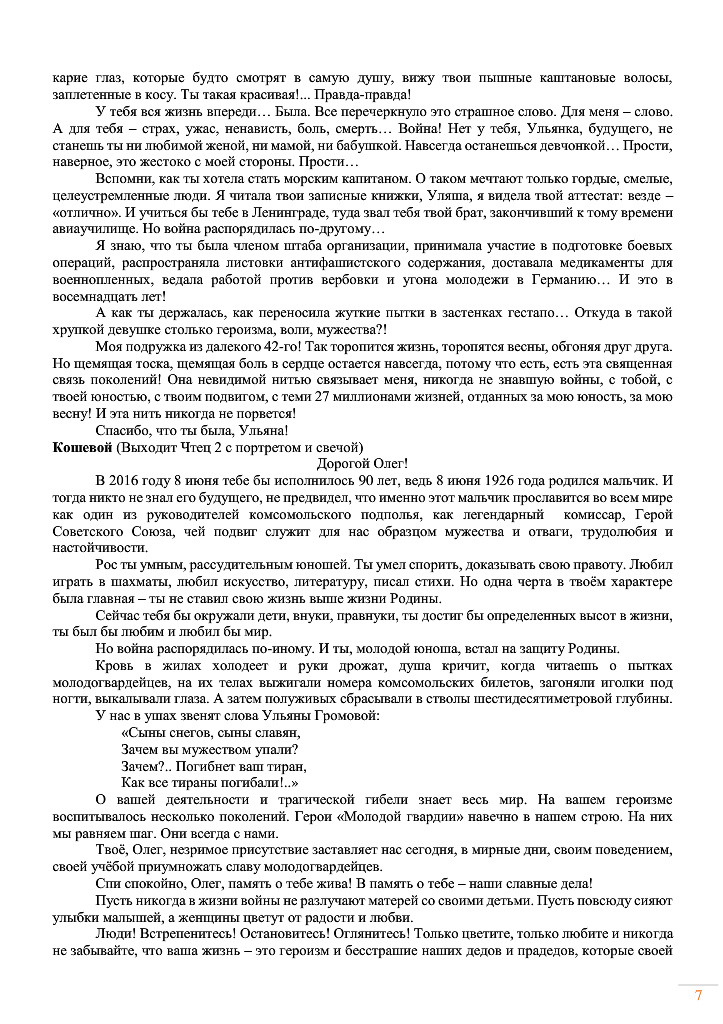 карие глаз, которые будто смотрят в самую душу, вижу твои пышные каштановые волосы,
заплетенные в косу. Ты такая красивая!... Правда-правда!
У тебя вся жизнь впереди… Была. Все перечеркнуло это страшное слово. Для меня – слово.
А для тебя – страх, ужас, ненависть, боль, смерть… Война! Нет у тебя, Ульянка, будущего, не
станешь ты ни любимой женой, ни мамой, ни бабушкой. Навсегда останешься девчонкой… Прости,
наверное, это жестоко с моей стороны. Прости…
Вспомни, как ты хотела стать морским капитаном. О таком мечтают только гордые, смелые,
целеустремленные люди. Я читала твои записные книжки, Уляша, я видела твой аттестат: везде –
«отлично». И учиться бы тебе в Ленинграде, туда звал тебя твой брат, закончивший к тому времени
авиаучилище. Но война распорядилась по-другому…
Я знаю, что ты была членом штаба организации, принимала участие в подготовке боевых
операций, распространяла листовки антифашистского содержания, доставала медикаменты для
военнопленных, ведала работой против вербовки и угона молодежи в Германию… И это в
восемнадцать лет!
А как ты держалась, как переносила жуткие пытки в застенках гестапо… Откуда в такой
хрупкой девушке столько героизма, воли, мужества?!
Моя подружка из далекого 42-го! Так торопится жизнь, торопятся весны, обгоняя друг друга.
Но щемящая тоска, щемящая боль в сердце остается навсегда, потому что есть, есть эта священная
связь поколений! Она невидимой нитью связывает меня, никогда не знавшую войны, с тобой, с
твоей юностью, с твоим подвигом, с теми 27 миллионами жизней, отданных за мою юность, за мою
весну! И эта нить никогда не порвется!
Спасибо, что ты была, Ульяна!
Кошевой (Выходит Чтец 2 с портретом и свечой)
Дорогой Олег!
В 2016 году 8 июня тебе бы исполнилось 90 лет, ведь 8 июня 1926 года родился мальчик. И
тогда никто не знал его будущего, не предвидел, что именно этот мальчик прославится во всем мире
как один из руководителей комсомольского подполья, как легендарный комиссар, Герой
Советского Союза, чей подвиг служит для нас образцом мужества и отваги, трудолюбия и
настойчивости.
Рос ты умным, рассудительным юношей. Ты умел спорить, доказывать свою правоту. Любил
играть в шахматы, любил искусство, литературу, писал стихи. Но одна черта в твоём характере
была главная – ты не ставил свою жизнь выше жизни Родины.
Сейчас тебя бы окружали дети, внуки, правнуки, ты достиг бы определенных высот в жизни,
ты был бы любим и любил бы мир.
Но война распорядилась по-иному. И ты, молодой юноша, встал на защиту Родины.
Кровь в жилах холодеет и руки дрожат, душа кричит, когда читаешь о пытках
молодогвардейцев, на их телах выжигали номера комсомольских билетов, загоняли иголки под
ногти, выкалывали глаза. А затем полуживых сбрасывали в стволы шестидесятиметровой глубины.
У нас в ушах звенят слова Ульяны Громовой:
«Сыны снегов, сыны славян,
Зачем вы мужеством упали?
Зачем?.. Погибнет ваш тиран,
Как все тираны погибали!..»
О вашей деятельности и трагической гибели знает весь мир. На вашем героизме
воспитывалось несколько поколений. Герои «Молодой гвардии» навечно в нашем строю. На них
мы равняем шаг. Они всегда с нами.
Твоё, Олег, незримое присутствие заставляет нас сегодня, в мирные дни, своим поведением,
своей учёбой приумножать славу молодогвардейцев.
Спи спокойно, Олег, память о тебе жива! В память о тебе – наши славные дела!
Пусть никогда в жизни войны не разлучают матерей со своими детьми. Пусть повсюду сияют
улыбки малышей, а женщины цветут от радости и любви.
Люди! Встрепенитесь! Остановитесь! Оглянитесь! Только цветите, только любите и никогда
не забывайте, что ваша жизнь – это героизм и бесстрашие наших дедов и прадедов, которые своей
7